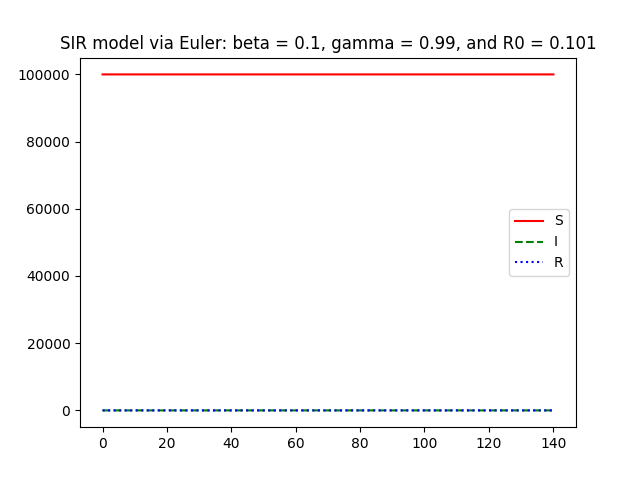 SIR model via Euler: beta = 0.1, gamma = 0.99, and R0 = 0.101
100000
80000
60000
40000
20000
0
S
I
R
0 20 40 60 80 100 120 140